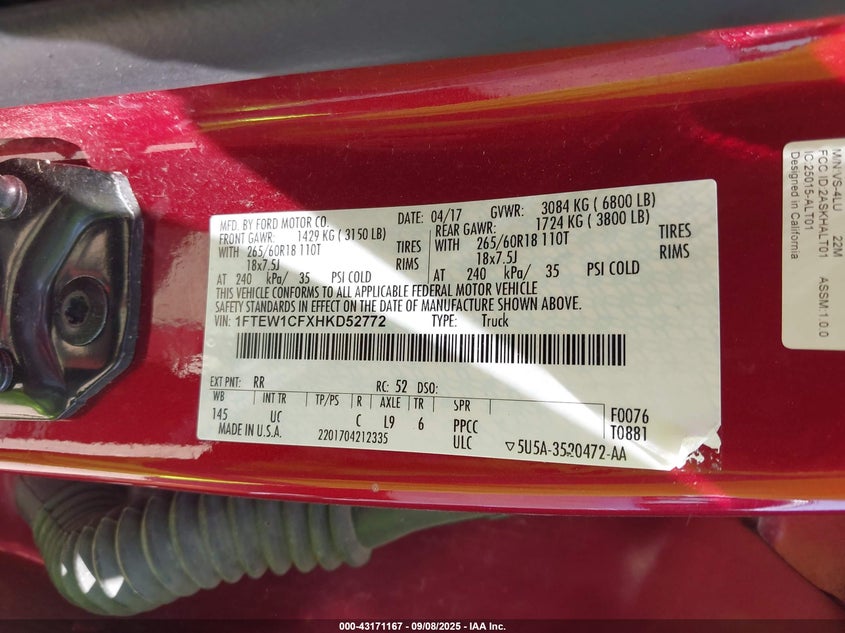 MFD. BY FORD MOTOR CO.
DATE: 04/17 GVWR: 3084 KG ( 6800 LB)
FRONT GAWR: 1429 KG ( 3150 LB)
REAR GAWR: 1724 KG ( 3800 LB)
WITH 265/60R18 110T TIRES
18x7.5J RIMS
AT 240 kPa/ 35 PSI COLD
WITH 265/60R18 110T TIRES
18x7.5J RIMS
AT 240 kPa/ 35 PSI COLD
THIS VEHICLE CONFORMS TO ALL APPLICABLE FEDERAL MOTOR VEHICLE
SAFETY STANDARDS IN EFFECT ON THE DATE OF MANUFACTURE SHOWN ABOVE.
VIN: 1FTEW1CFXHKD52772 TYPE: Truck
EXT PNT: RR RC: 52 DSO:
WB INT TR TP/PS R AXLE TR SPR
145 UC C L9 6 PPCC
ULC
MADE IN U.S.A. 2201704212335
F0076
T0881
▽5U5A-3520472-AA
MN:VS-4LU 22M
FCC ID:2ASKHALT01
IC:25015-ALT01 ASSM:1.0.0
Designed in California
000-43171167 - 09/08/2025 - IAA Inc.